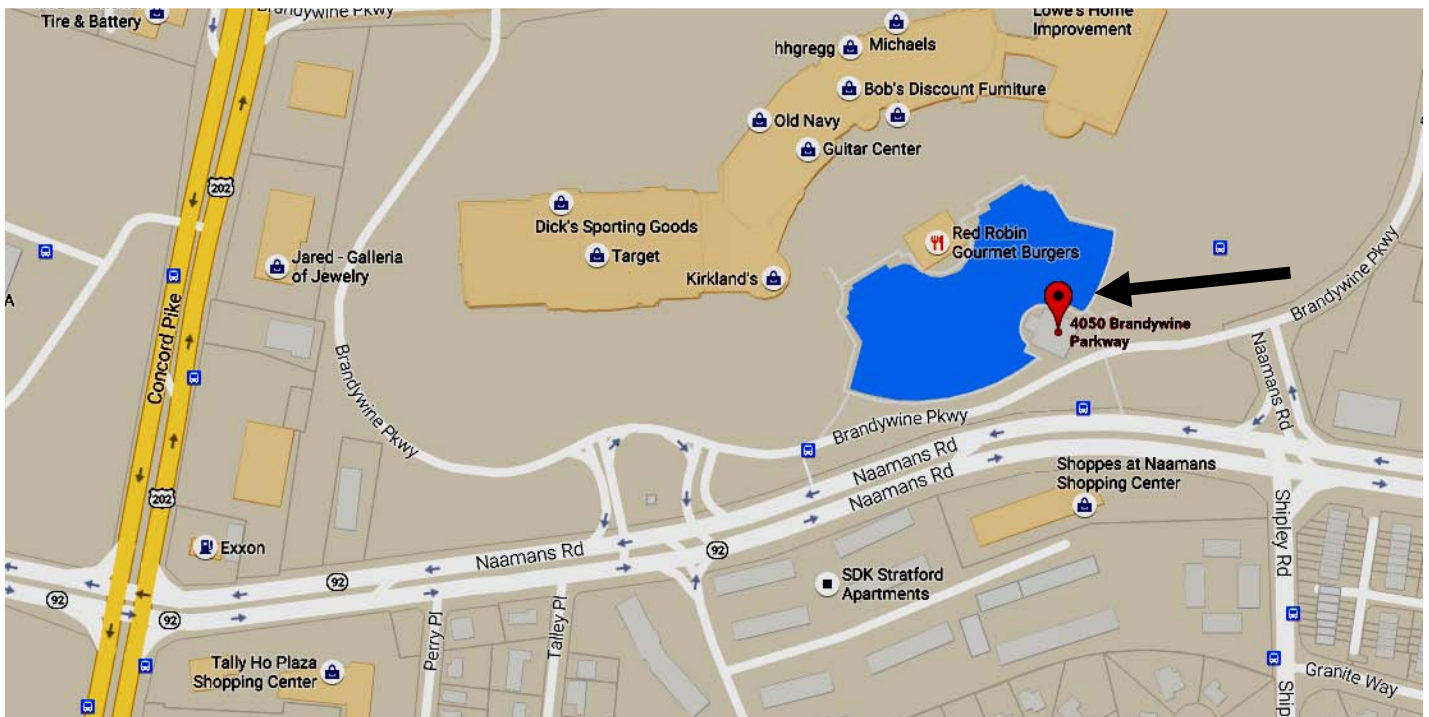 Tire & Battery
Brandywine Pkwy
Lowe's Home
Improvement
hhgregg
Michaels
Bob's Discount Furniture
Old Navy
Guitar Center
202
Dick's Sporting Goods
Target
Kirkland's
Red Robin
Gourmet Burgers
Jared - Galleria
of Jewelry
A
Concord Pike
4050 Brandywine
Parkway
Brandywine Pkwy
Naamans Rd
Brandywine Pkwy
Brandywine Pkwy
Naamans Rd
Naamans Rd
Shoppes at Naamans
Shopping Center
202
Shipley Rd
Exxon
Naamans Rd
92
92
92
92
SDK Stratford
Apartments
Perry Pl
Talley Pl
Tally Ho Plaza
Shopping Center
Granite Way
Ship